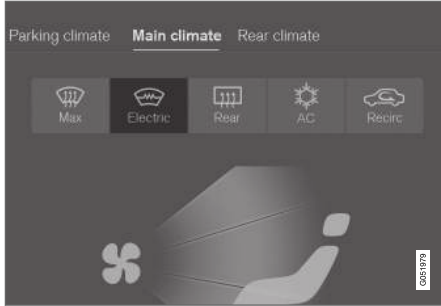 Parking climate Main climate Rear climate
Max Electric Rear AC Recirc
G051979